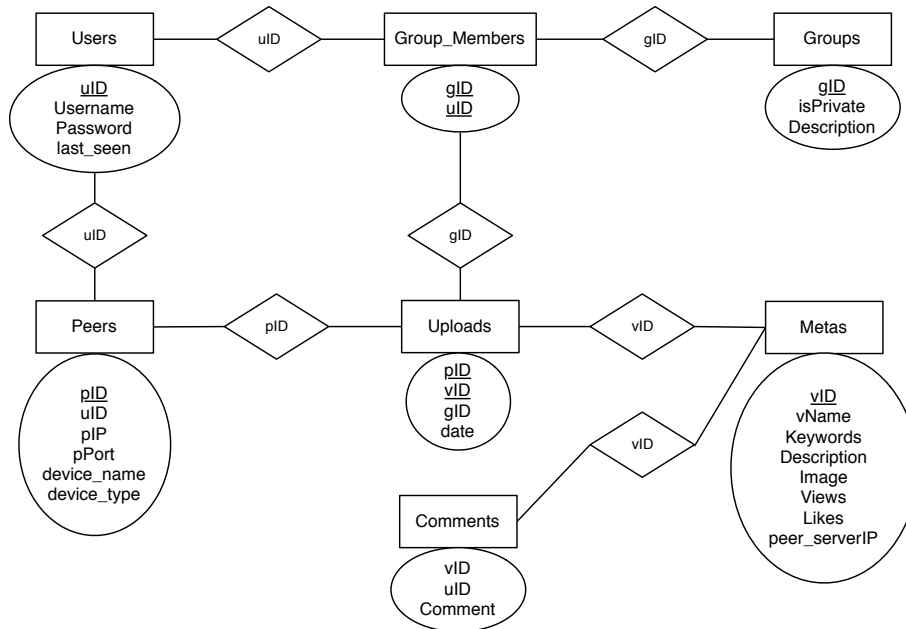 Users
uID
Group_Members
gID
Groups
uID
Username
Password
last_seen
gID
uID
gID
isPrivate
Description
uID
gID
Peers
pID
Uploads
vID
Metas
pID
uID
pIP
pPort
device_name
device_type
pID
vID
gID
date
vID
vID
vName
Keywords
Description
Image
Views
Likes
peer_serverIP
Comments
vID
uID
Comment